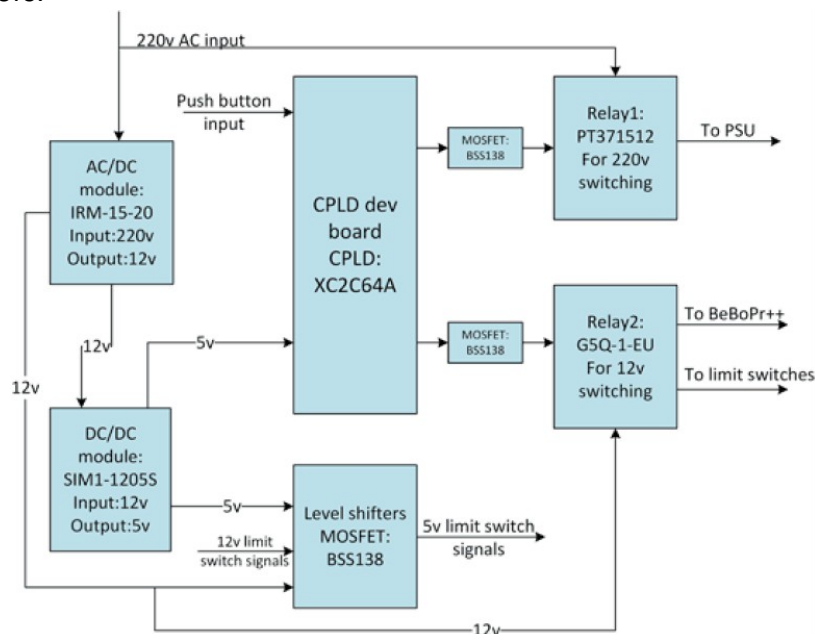 220v AC input
Push button
input
AC/DC
module:
IRM-15-20
Input:220v
Output:12v
CPLD dev
board
CPLD:
XC2C64A
MOSFET:
BSS138
Relay1:
PT371512
For 220v
switching
To PSU
12v
12v
5v
MOSFET:
BSS138
Relay2:
G5Q-1-EU
For 12v
switching
To BeBoPr++
To limit switches
DC/DC
module:
SIM1-1205S
Input:12v
Output:5v
5v
12v limit
switch signals
Level shifters
MOSFET:
BSS138
5v limit switch
signals
12v